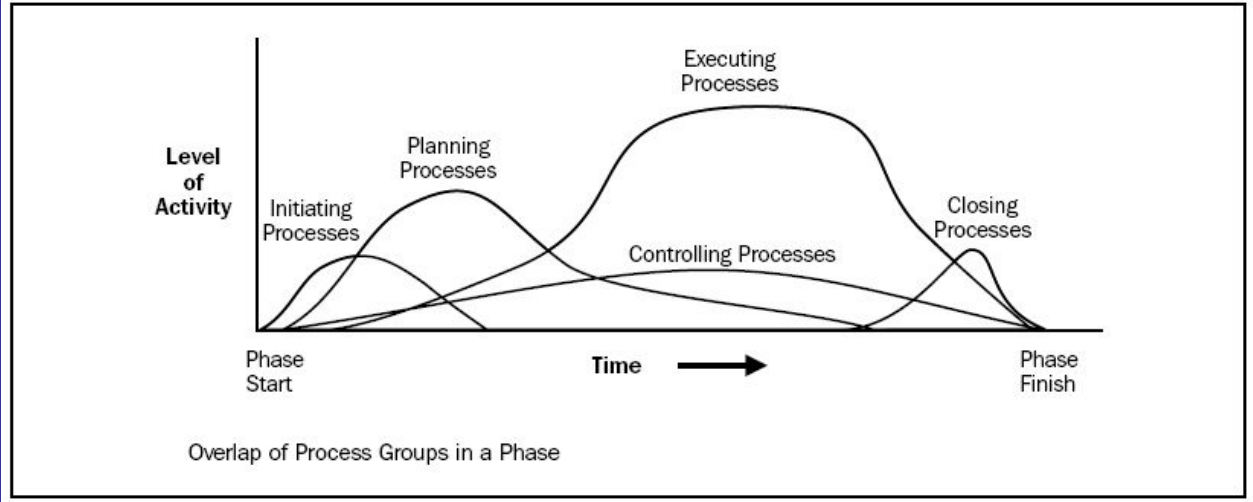 Executing
Processes
Planning
Processes
Level
of
Activity
Initiating
Processes
Closing
Processes
Controlling Processes
Phase
Start
Time
Phase
Finish
Overlap of Process Groups in a Phase